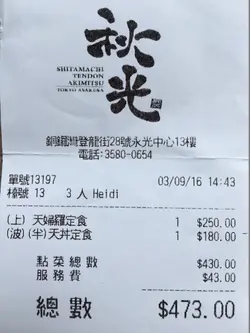 秋光
SHITAMACHI
TENDON
AKIMITSU
TOKYO ASAKUSA
銅鑼灣登龍街28號永光中心13樓
電話:3580-0654
單號13197 03/09/16 14:43
檯號 13 3 人 Heidi
(上) 天婦羅定食 1 $250.00
(波)(半)天丼定食 1 $180.00
點菜總數 $430.00
服務費 $43.00
總數 $473.00